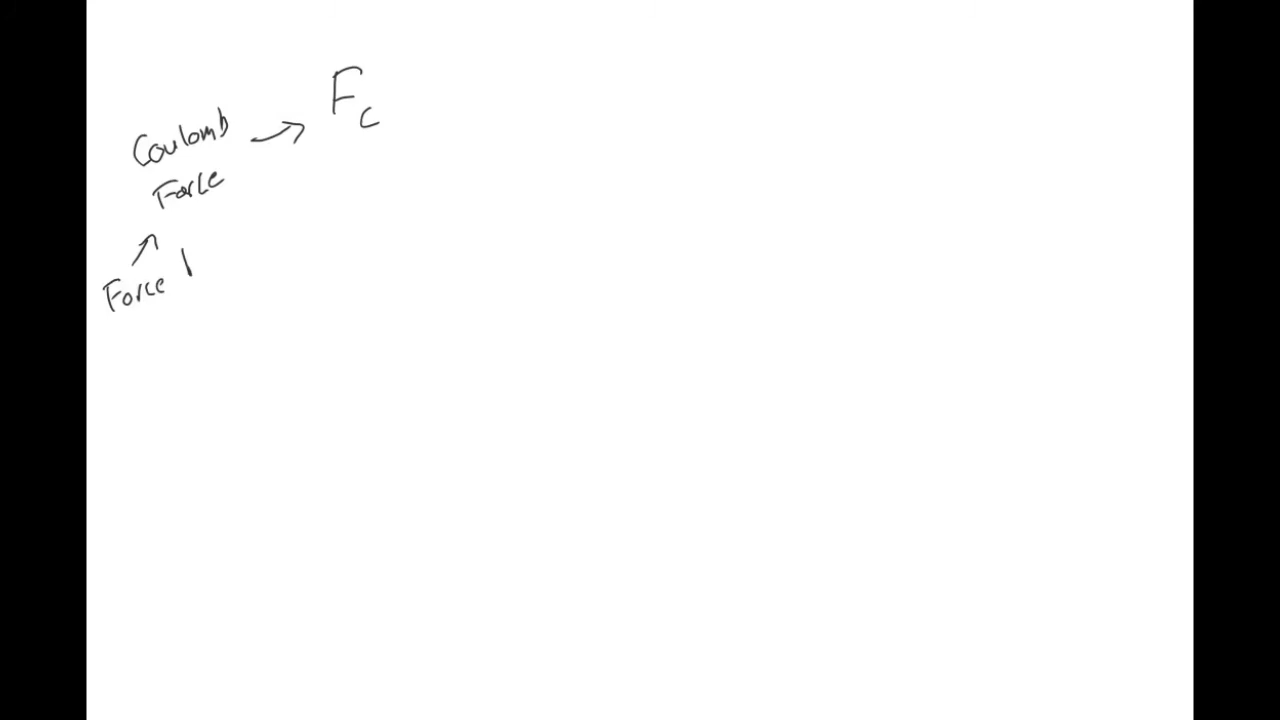 F_c
Coulomb →
Force
↑
Force